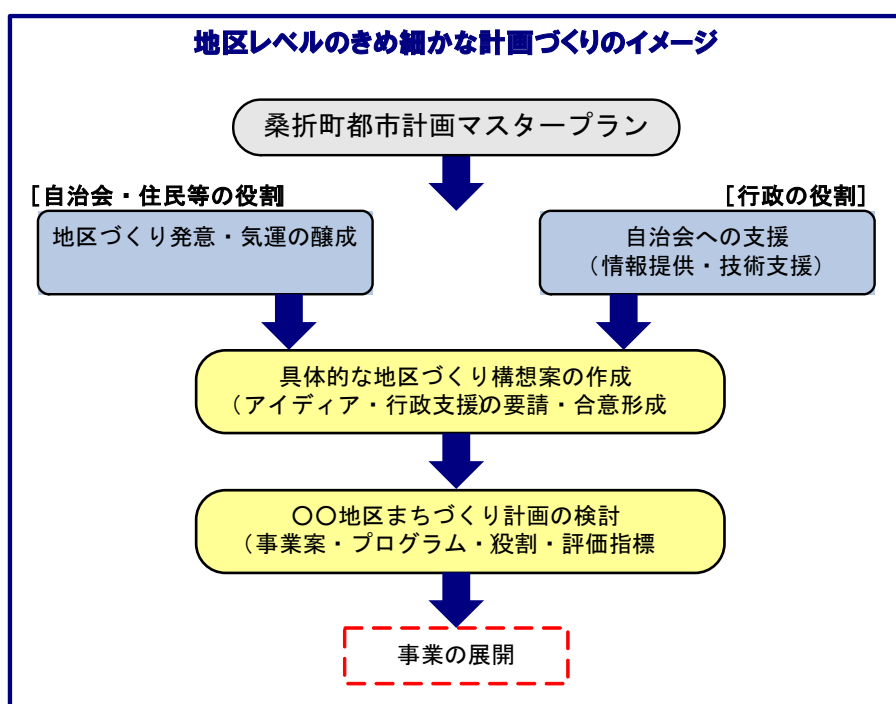 地区レベルのきめ細かな計画づくりのイメージ
桑折町都市計画マスタープラン
[自治会・住民等の役割
[行政の役割]
地区づくり発意・気運の醸成
自治会への支援
（情報提供・技術支援）
具体的な地区づくり構想案の作成
（アイディア・行政支援）の要請・合意形成
〇〇地区まちづくり計画の検討
（事業案・プログラム・役割・評価指標
事業の展開